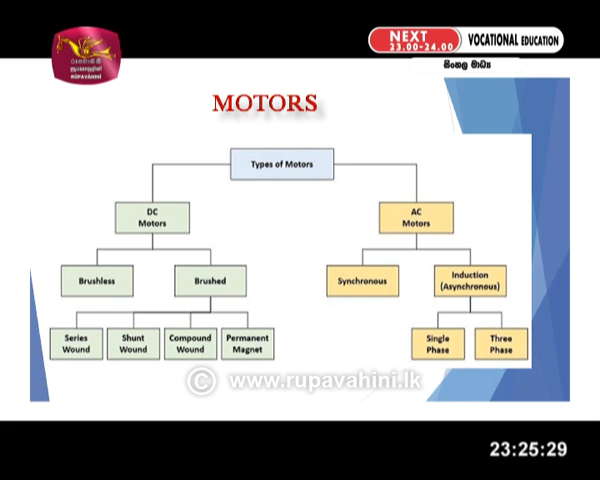 NEXT
23.00-24.00
VOCATIONAL EDUCATION
සිංහල මාධ්‍ය
RUPAVAHINI
MOTORS
Types of Motors
DC
Motors
AC
Motors
Brushless
Brushed
Synchronous
Induction
(Asynchronous)
Series
Wound
Shunt
Wound
Compound
Wound
Permanent
Magnet
Single
Phase
Three
Phase
© www.rupavahini.lk
23:25:29